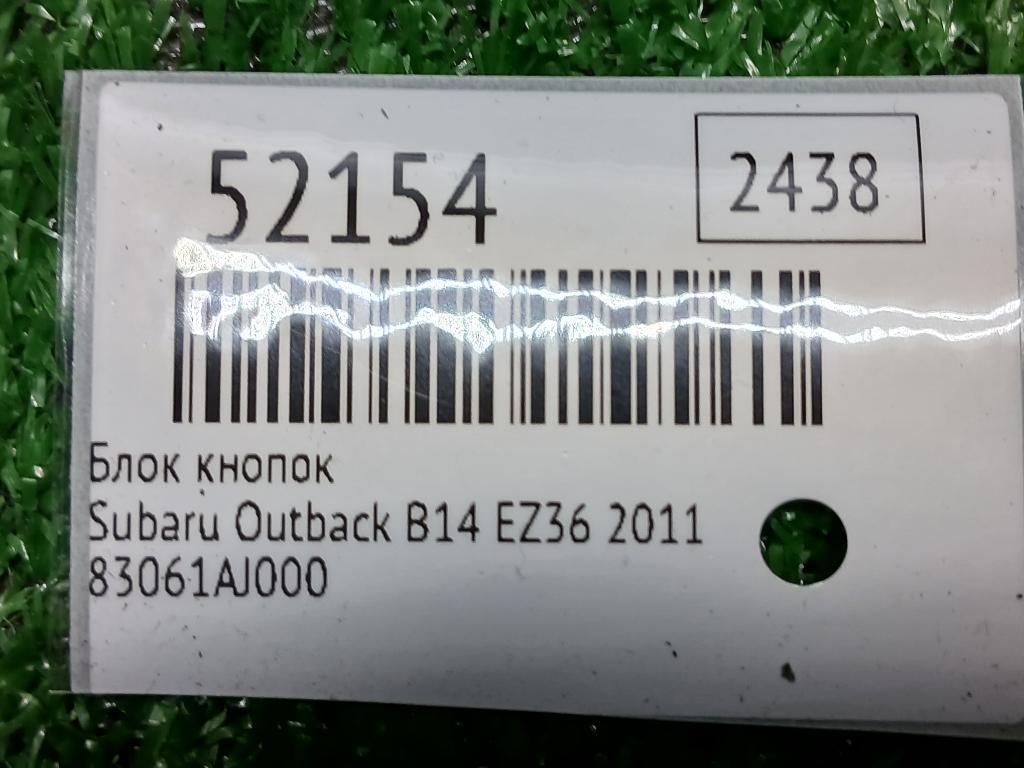 52154
2438
Блок кнопок
Subaru Outback B14 EZ36 2011
83061AJ000